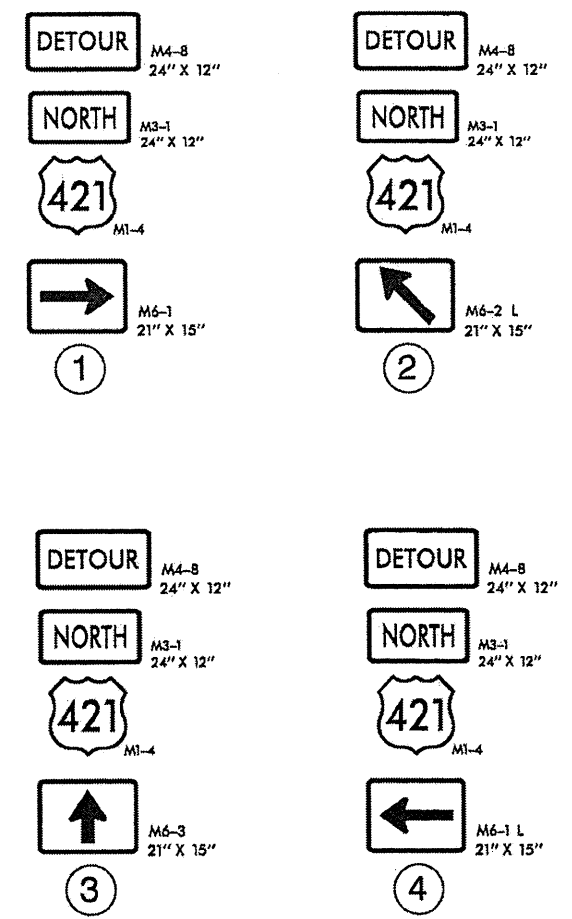 DETOUR
M4-8
24" X 12"
NORTH
M3-1
24" X 12"
421
M1-4
M6-1
21" X 15"
1
DETOUR
M4-8
24" X 12"
NORTH
M3-1
24" X 12"
421
M1-4
M6-2 L
21" X 15"
2
DETOUR
M4-8
24" X 12"
NORTH
M3-1
24" X 12"
421
M1-4
M6-3
21" X 15"
3
DETOUR
M4-8
24" X 12"
NORTH
M3-1
24" X 12"
421
M1-4
M6-1 L
21" X 15"
4